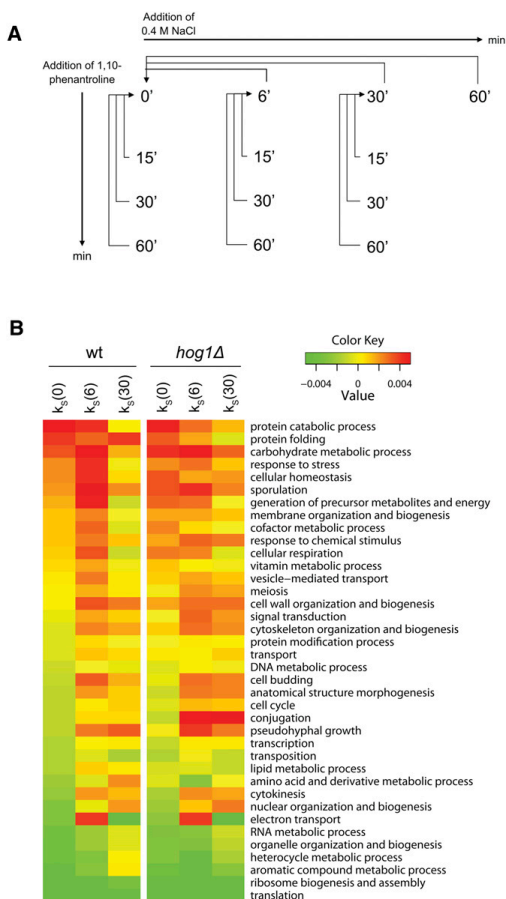 A
Addition of
0.4 M NaCl
min
Addition of 1,10-
phenantroline
0’ 6’ 30’ 60’
15’ 15’ 15’
30’ 30’ 30’
60’ 60’ 60’
min
B
wt hog1Δ
Color Key
−0.004 0 0.004
Value
kS(0) kS(6) kS(30) kS(0) kS(6) kS(30)
protein catabolic process
protein folding
carbohydrate metabolic process
response to stress
cellular homeostasis
sporulation
generation of precursor metabolites and energy
membrane organization and biogenesis
cofactor metabolic process
response to chemical stimulus
cellular respiration
vitamin metabolic process
vesicle−mediated transport
meiosis
cell wall organization and biogenesis
signal transduction
cytoskeleton organization and biogenesis
protein modification process
transport
DNA metabolic process
cell budding
anatomical structure morphogenesis
cell cycle
conjugation
pseudohyphal growth
transcription
transposition
lipid metabolic process
amino acid and derivative metabolic process
cytokinesis
nuclear organization and biogenesis
electron transport
RNA metabolic process
organelle organization and biogenesis
heterocycle metabolic process
aromatic compound metabolic process
ribosome biogenesis and assembly
translation